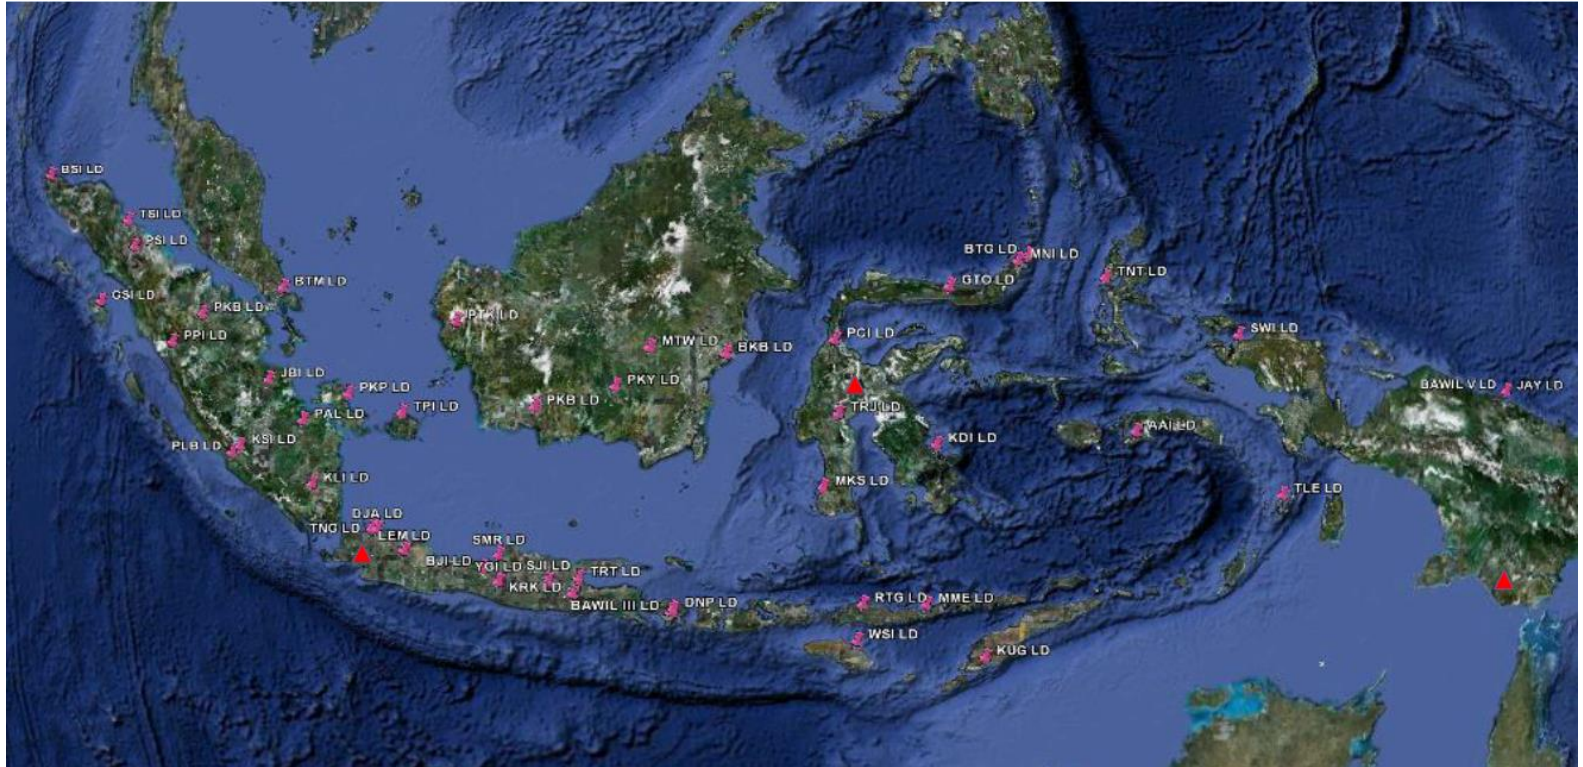 BSI LD
TSI LD
PSI LD
GSI LD
BTM LD
PKB LD
PPI LD
JBI LD
PKP LD
TPI LD
PAL LD
KSI LD
PLB LD
KLI LD
DJA LD
TNG LD
LEM LD
SMR LD
BJI LD
YGI LD
SJI LD
TRT LD
KRK LD
BAWIL III LD
DNP LD
PTK LD
MTW LD
BKB LD
PKY LD
PKB LD
BTG LD
MNI LD
GTO LD
TNT LD
PCI LD
TRJ LD
KDI LD
MKS LD
AAI LD
SWI LD
BAWIL V LD
JAY LD
TLE LD
RTG LD
MME LD
WSI LD
KUG LD